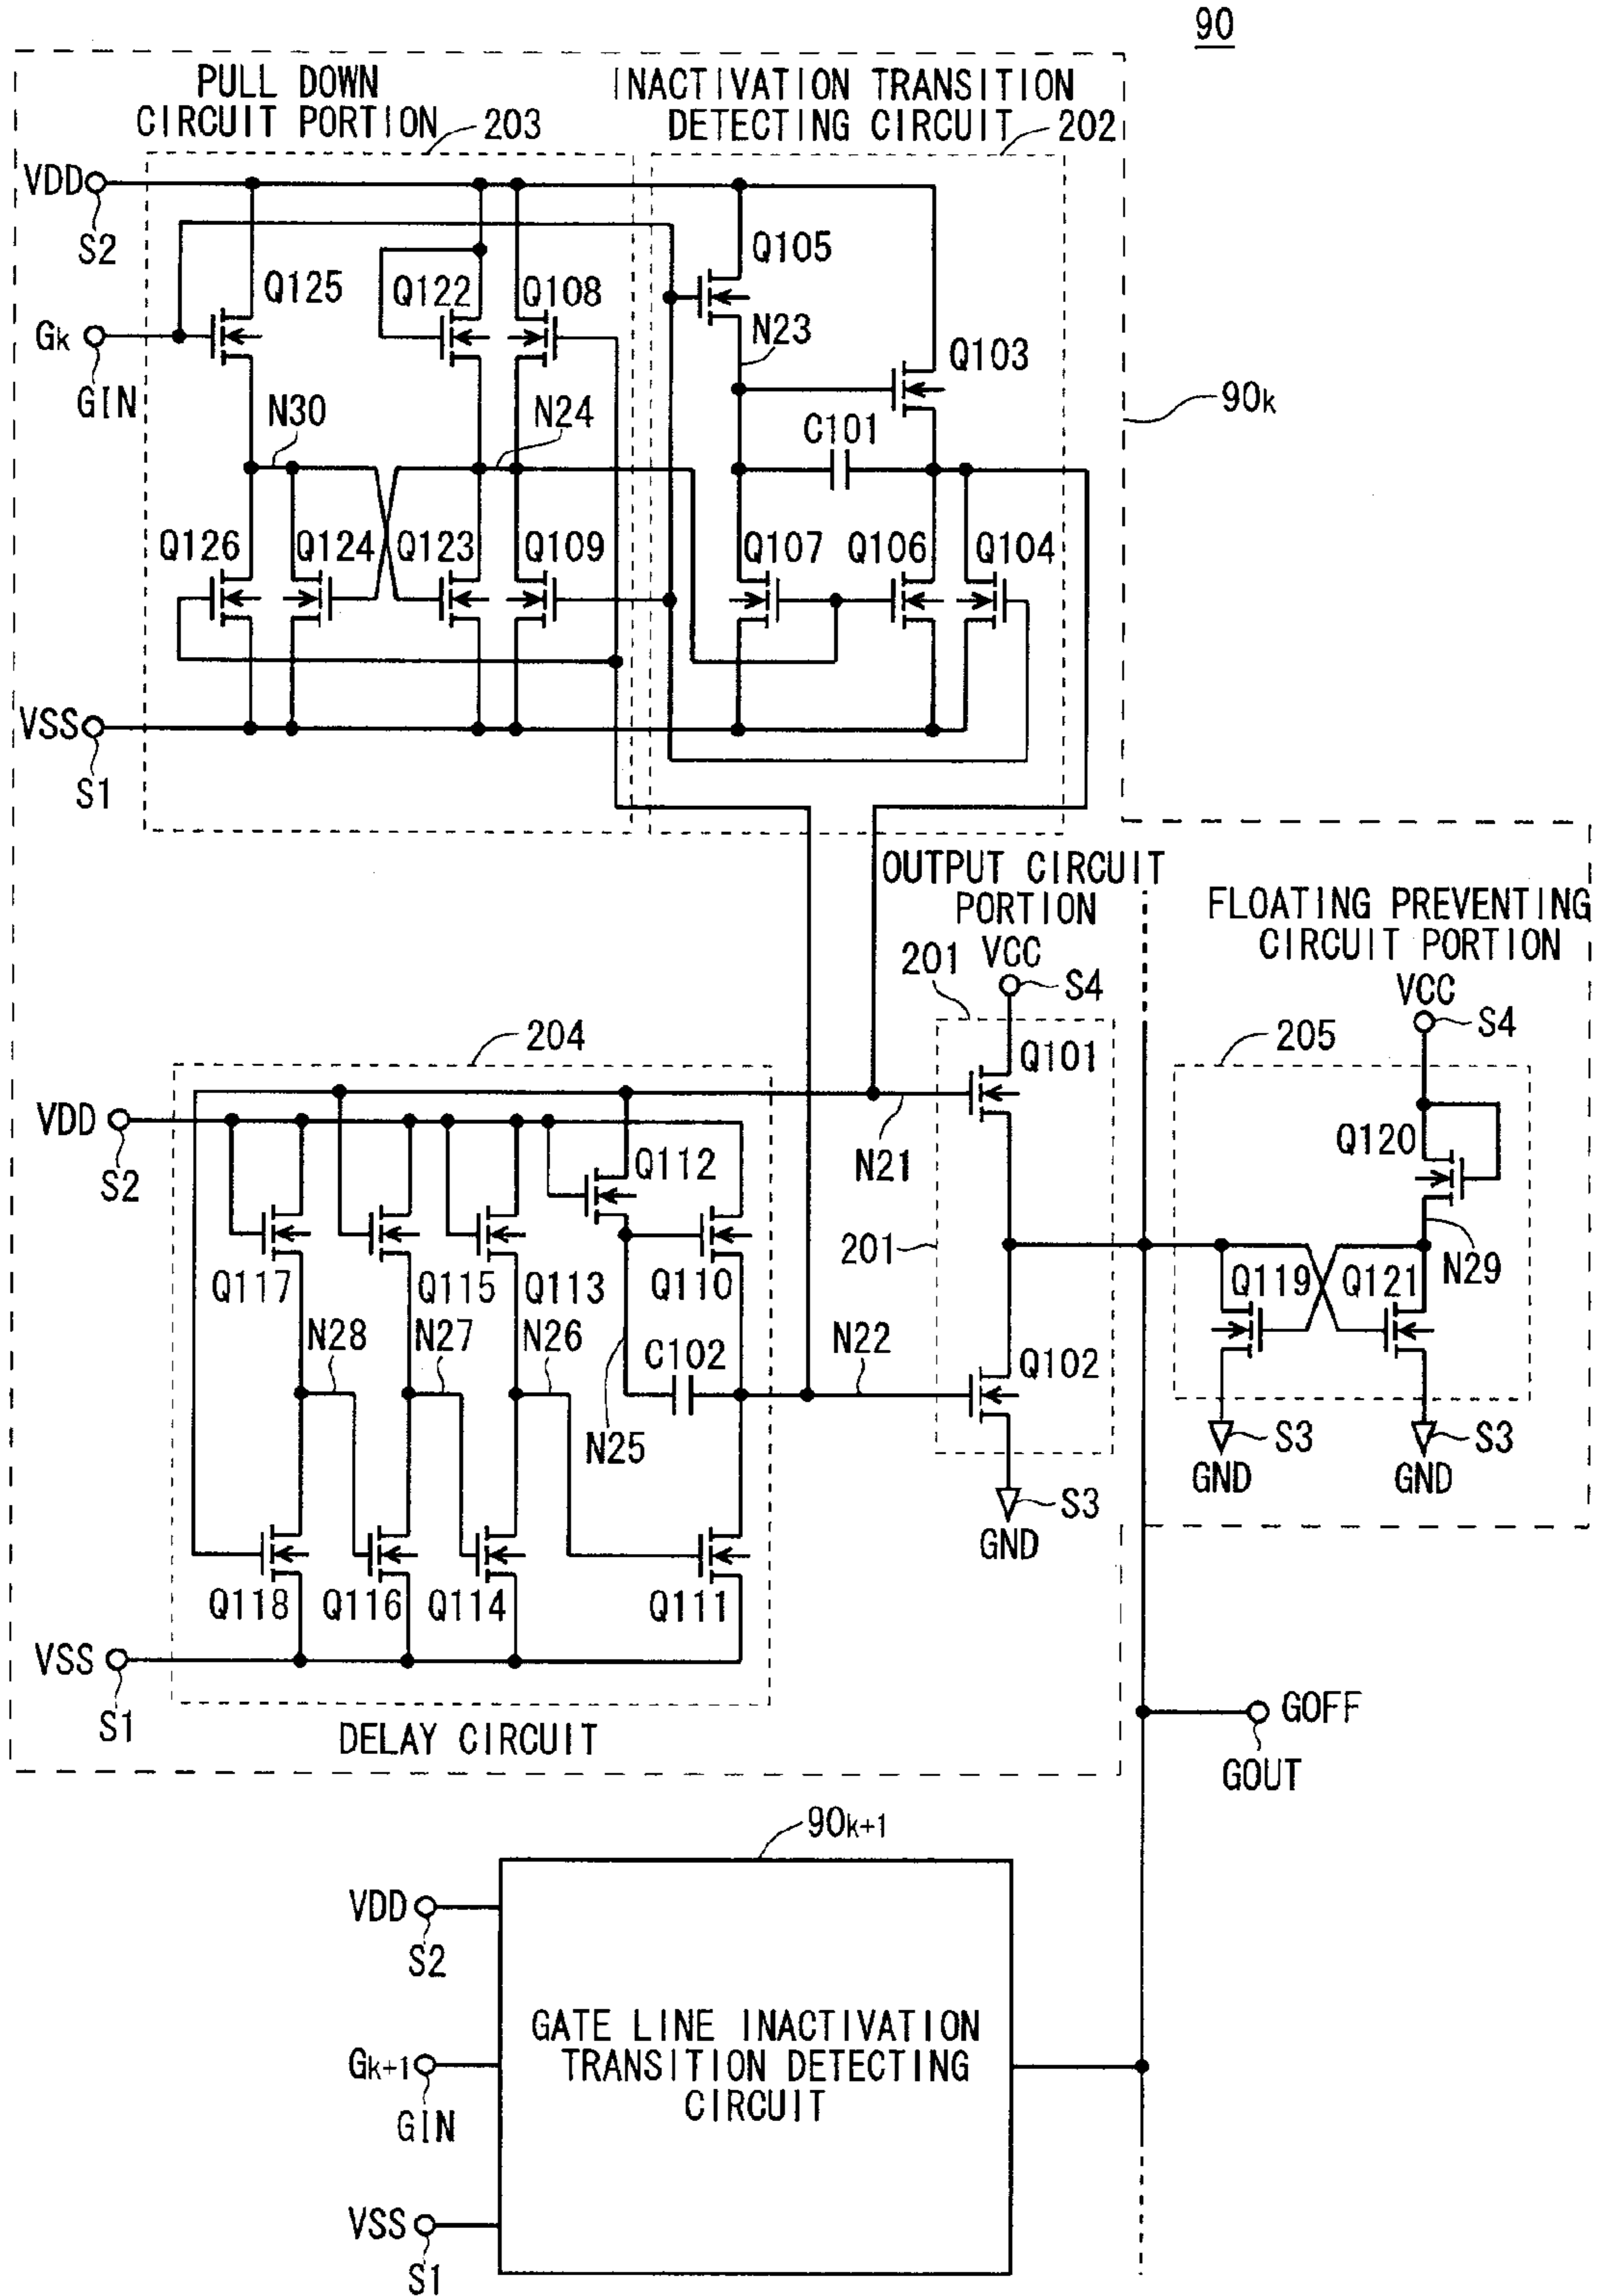 90
PULL DOWN
CIRCUIT PORTION
203
INACTIVATION TRANSITION
DETECTING CIRCUIT
202
VDD
S2
Gk
GIN
Q125
Q122
Q108
Q105
N23
Q103
90k
N30
N24
C101
Q126
Q124
Q123
Q109
Q107
Q106
Q104
VSS
S1
OUTPUT CIRCUIT
PORTION
FLOATING PREVENTING
CIRCUIT PORTION
201
VCC
S4
VCC
S4
204
205
Q101
VDD
S2
Q112
N21
Q120
201
Q117
Q115
Q113
Q110
Q119
Q121
N29
N28
N27
N26
C102
N22
Q102
N25
S3
GND
S3
GND
S3
GND
Q118
Q116
Q114
Q111
VSS
S1
DELAY CIRCUIT
GOFF
GOUT
90k+1
VDD
S2
Gk+1
GIN
VSS
S1
GATE LINE INACTIVATION
TRANSITION DETECTING
CIRCUIT